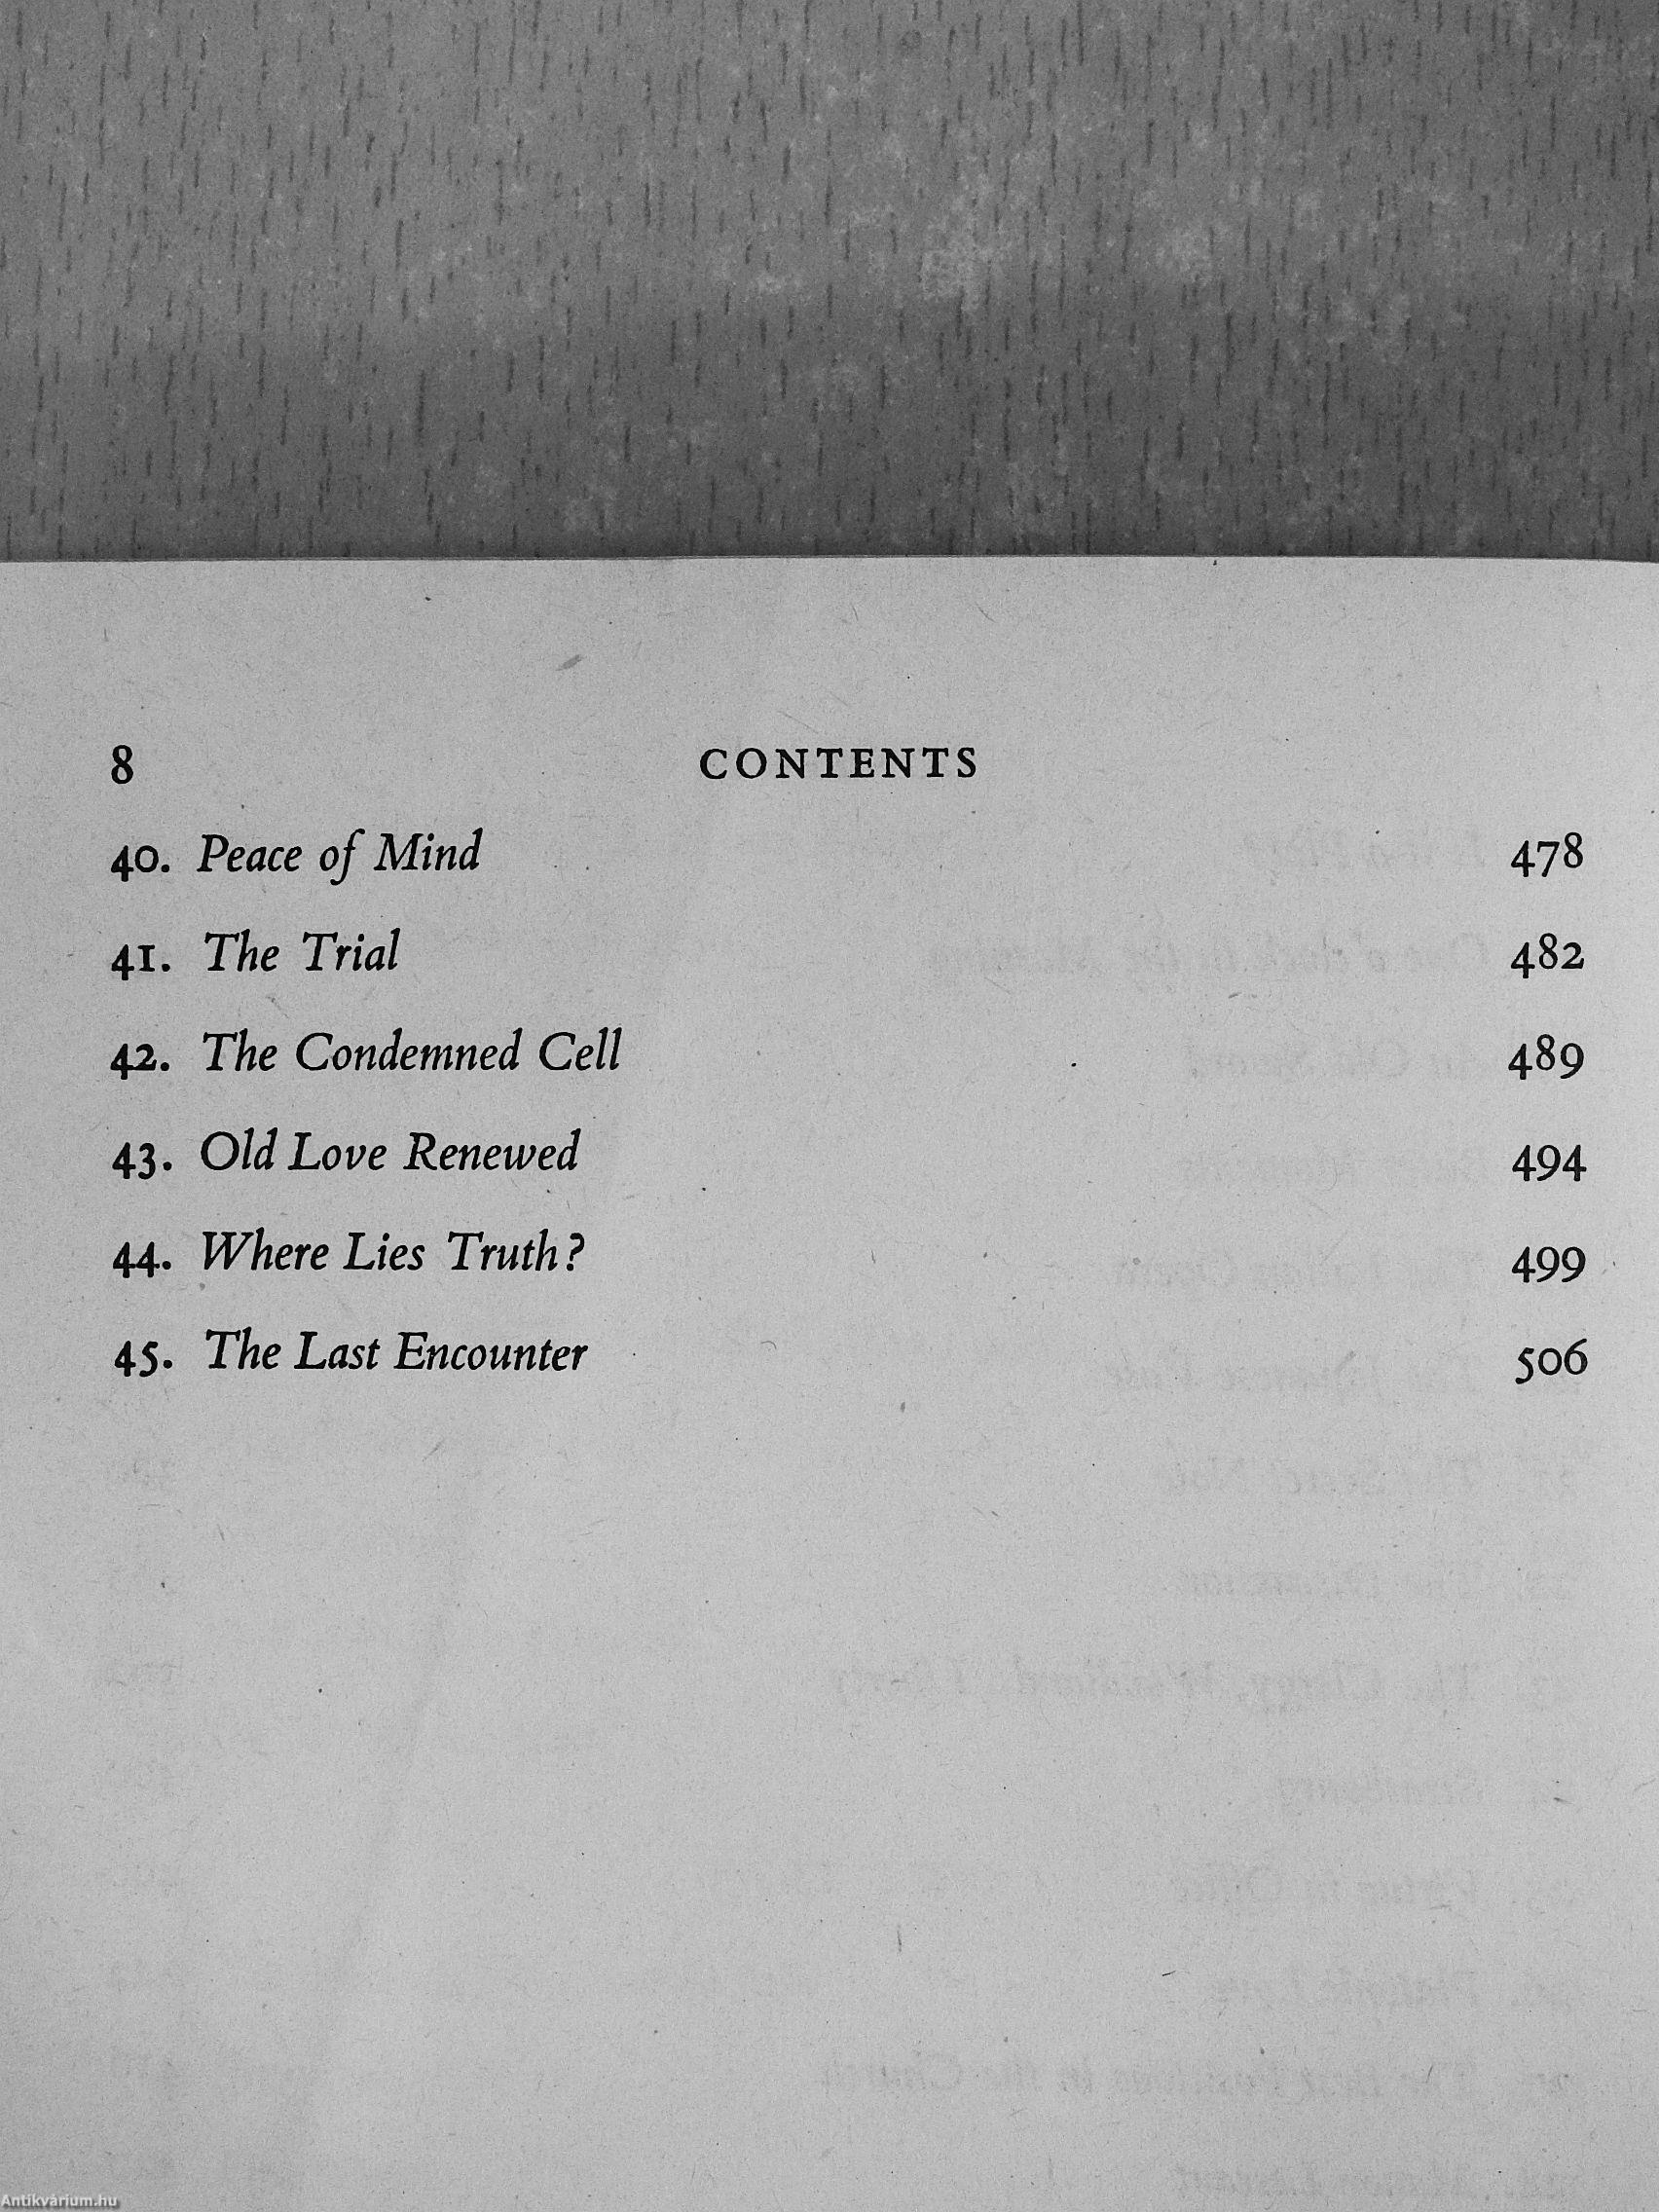 8 CONTENTS
40. Peace of Mind 478
41. The Trial 482
42. The Condemned Cell 489
43. Old Love Renewed 494
44. Where Lies Truth? 499
45. The Last Encounter 506
Antikvárium.hu